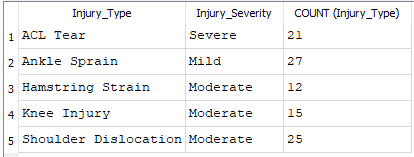 Injury_Type Injury_Severity COUNT (Injury_Type)
1 ACL Tear Severe 21
2 Ankle Sprain Mild 27
3 Hamstring Strain Moderate 12
4 Knee Injury Moderate 15
5 Shoulder Dislocation Moderate 25